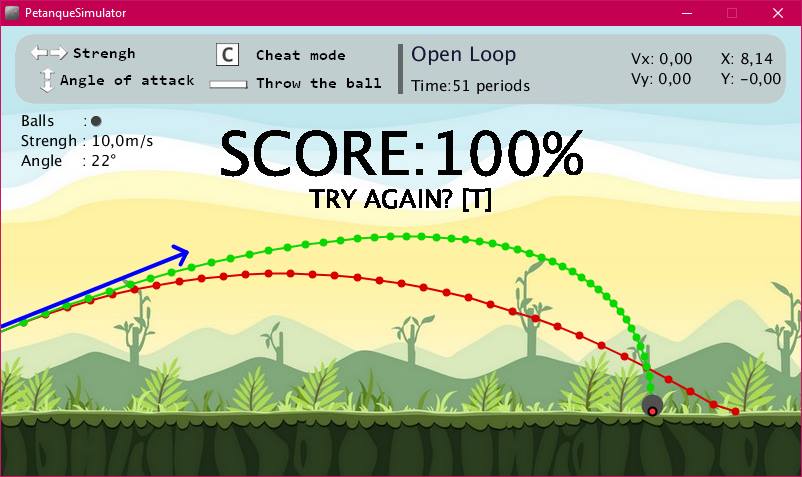 PetanqueSimulator
Strengh
Angle of attack
C
Cheat mode
Throw the ball
Open Loop
Time:51 periods
Vx: 0,00 X: 8,14
Vy: 0,00 Y: -0,00
Balls :
Strengh : 10,0m/s
Angle : 22°
SCORE:100%
TRY AGAIN? [T]